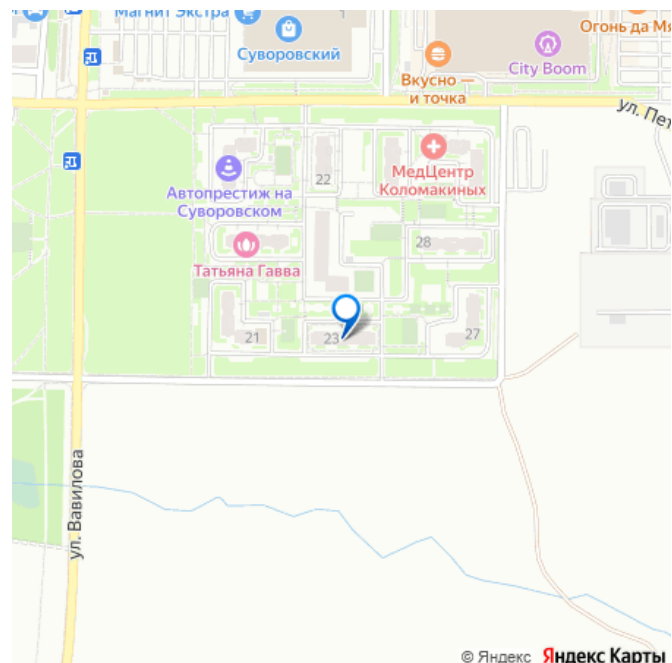 Магнит Экстра
Суворовский
Огонь да Мя
City Boom
Вкусно —
и точка
ул. Пет
22
МедЦентр
Коломакиных
Автопрестиж на
Суворовском
28
Татьяна Гавва
21
23
27
ул. Вавилова
© Яндекс Яндекс Карты